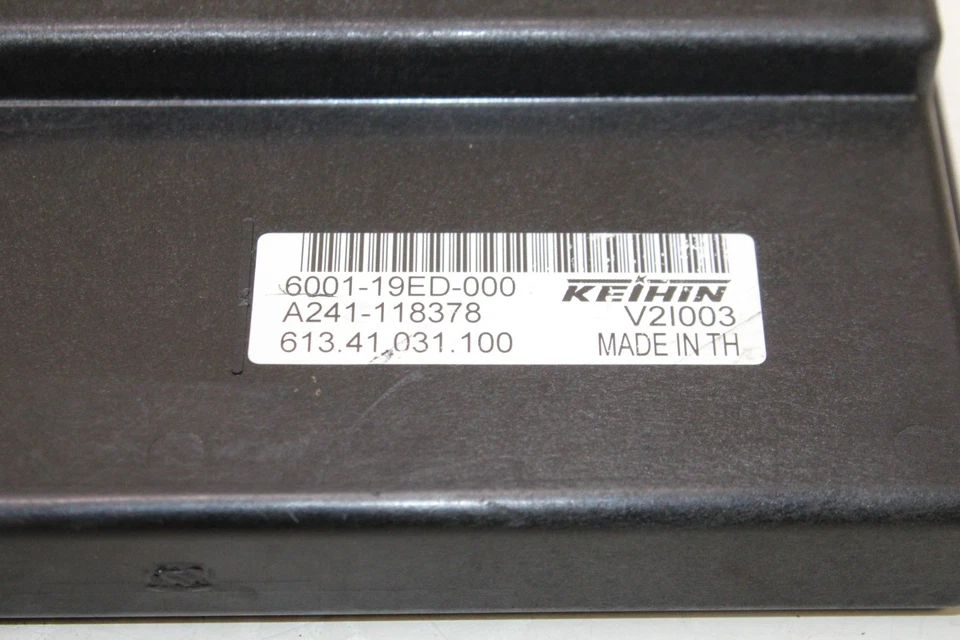 6001-19ED-000 KEIHIN
A241-118378 V2I003
613.41.031.100 MADE IN TH